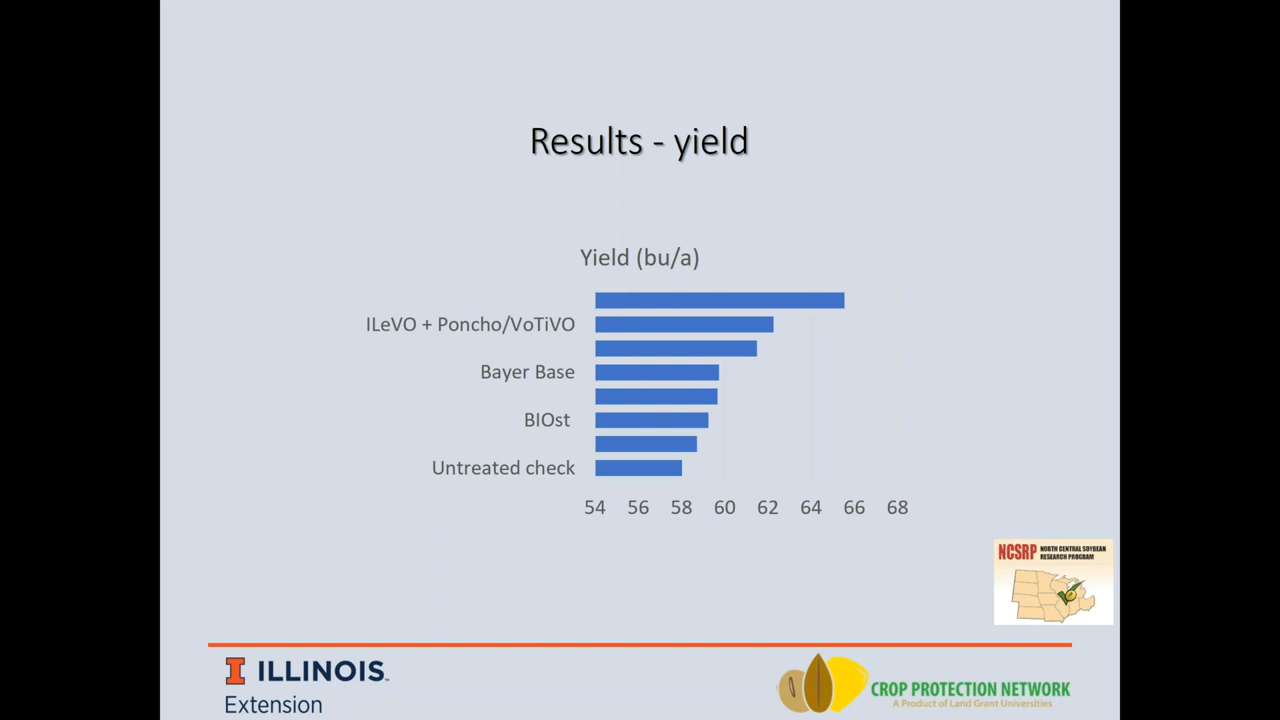 Results - yield
Yield (bu/a)
ILeVO + Poncho/VoTiVO
Bayer Base
BIOst
Untreated check
54 56 58 60 62 64 66 68
NCSRP NORTH CENTRAL SOYBEAN
RESEARCH PROGRAM
I ILLINOIS
Extension
CROP PROTECTION NETWORK
A Product of Land Grant Universities